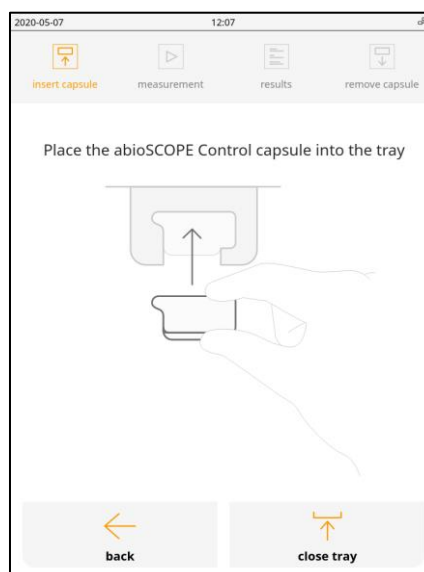 2020-05-07 12:07
insert capsule measurement results remove capsule
Place the abioSCOPE Control capsule into the tray
back close tray